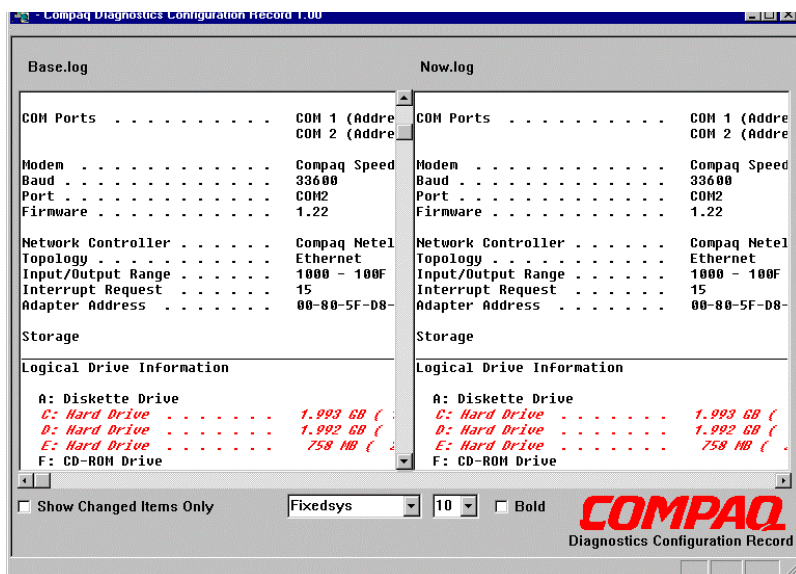 - Compaq Diagnostics Configuration Record 1.00
Base.log
Now.log
COM Ports . . . . . . . . . . COM 1 (Addre
COM 2 (Addre
Modem . . . . . . . . . . . . Compaq Speed
Baud . . . . . . . . . . . . . 33600
Port . . . . . . . . . . . . . COM2
Firmware . . . . . . . . . . . 1.22
Network Controller . . . . . . Compaq Netel
Topology . . . . . . . . . . . Ethernet
Input/Output Range . . . . . . 1000 - 100F
Interrupt Request . . . . . . 15
Adapter Address . . . . . . . 00-80-5F-D8-
Storage
Logical Drive Information
A: Diskette Drive
C: Hard Drive . . . . . . . 1.993 GB (
D: Hard Drive . . . . . . . 1.992 GB (
E: Hard Drive . . . . . . . 758 MB (
F: CD-ROM Drive
COM Ports . . . . . . . . . . COM 1 (Addre
COM 2 (Addre
Modem . . . . . . . . . . . . Compaq Speed
Baud . . . . . . . . . . . . . 33600
Port . . . . . . . . . . . . . COM2
Firmware . . . . . . . . . . . 1.22
Network Controller . . . . . . Compaq Netel
Topology . . . . . . . . . . . Ethernet
Input/Output Range . . . . . . 1000 - 100F
Interrupt Request . . . . . . 15
Adapter Address . . . . . . . 00-80-5F-D8-
Storage
Logical Drive Information
A: Diskette Drive
C: Hard Drive . . . . . . . 1.993 GB (
D: Hard Drive . . . . . . . 1.992 GB (
E: Hard Drive . . . . . . . 758 MB (
F: CD-ROM Drive
Show Changed Items Only
Fixedsys
10
Bold
COMPAQ
Diagnostics Configuration Record